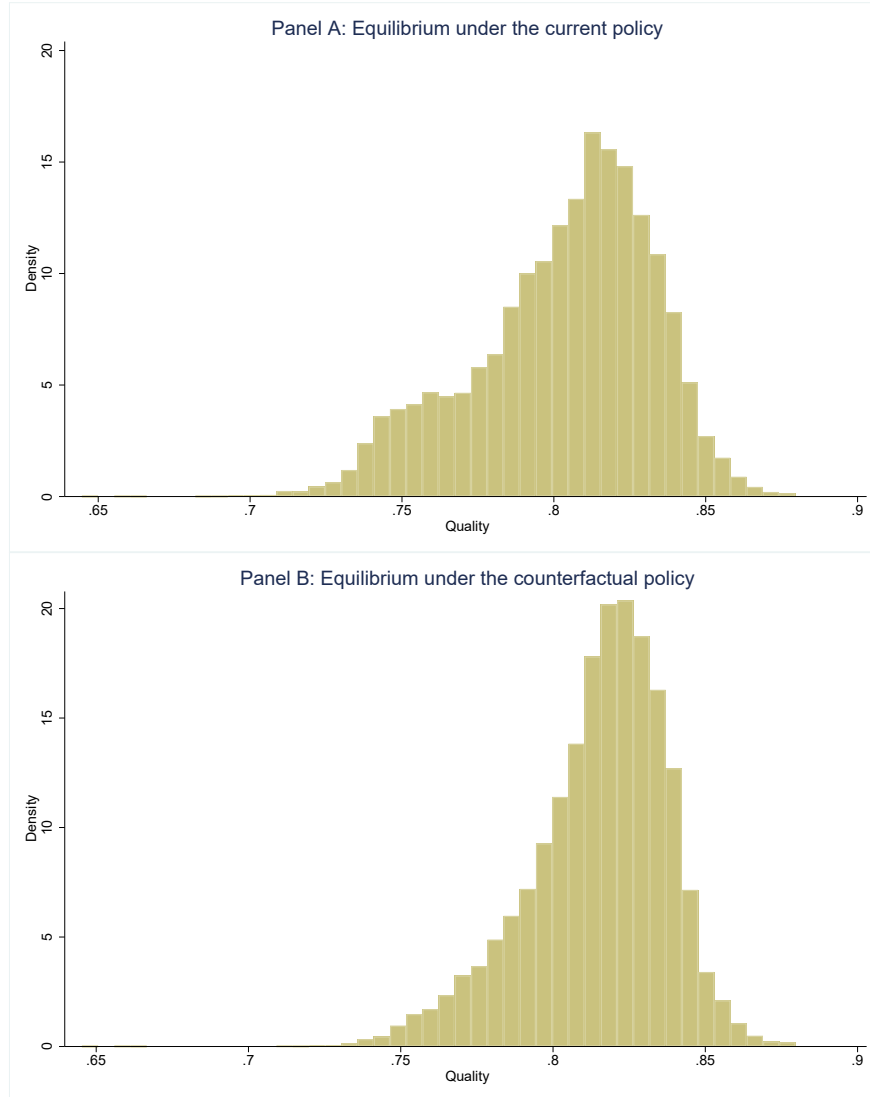 Panel A: Equilibrium under the current policy
20
15
10
5
0
Density
.65 .7 .75 .8 .85 .9
Quality
Panel B: Equilibrium under the counterfactual policy
20
15
10
5
0
Density
.65 .7 .75 .8 .85 .9
Quality